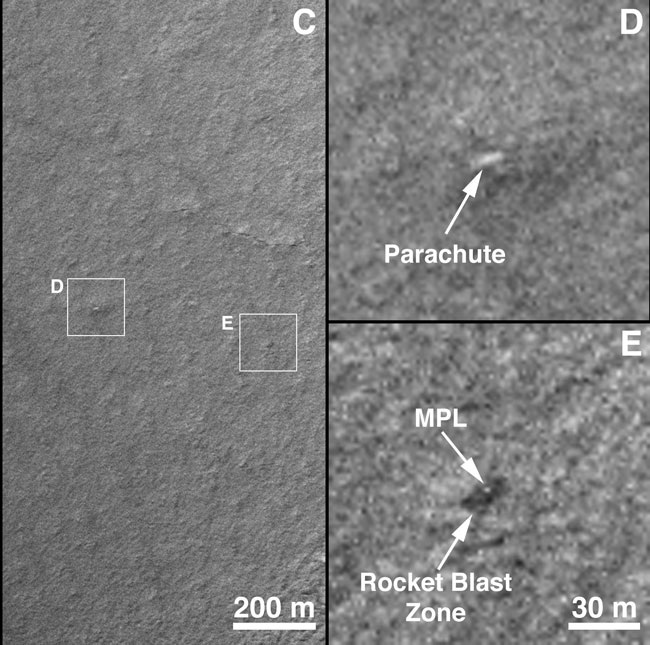 C
D
E
200 m
D
Parachute
E
MPL
Rocket Blast
Zone
30 m